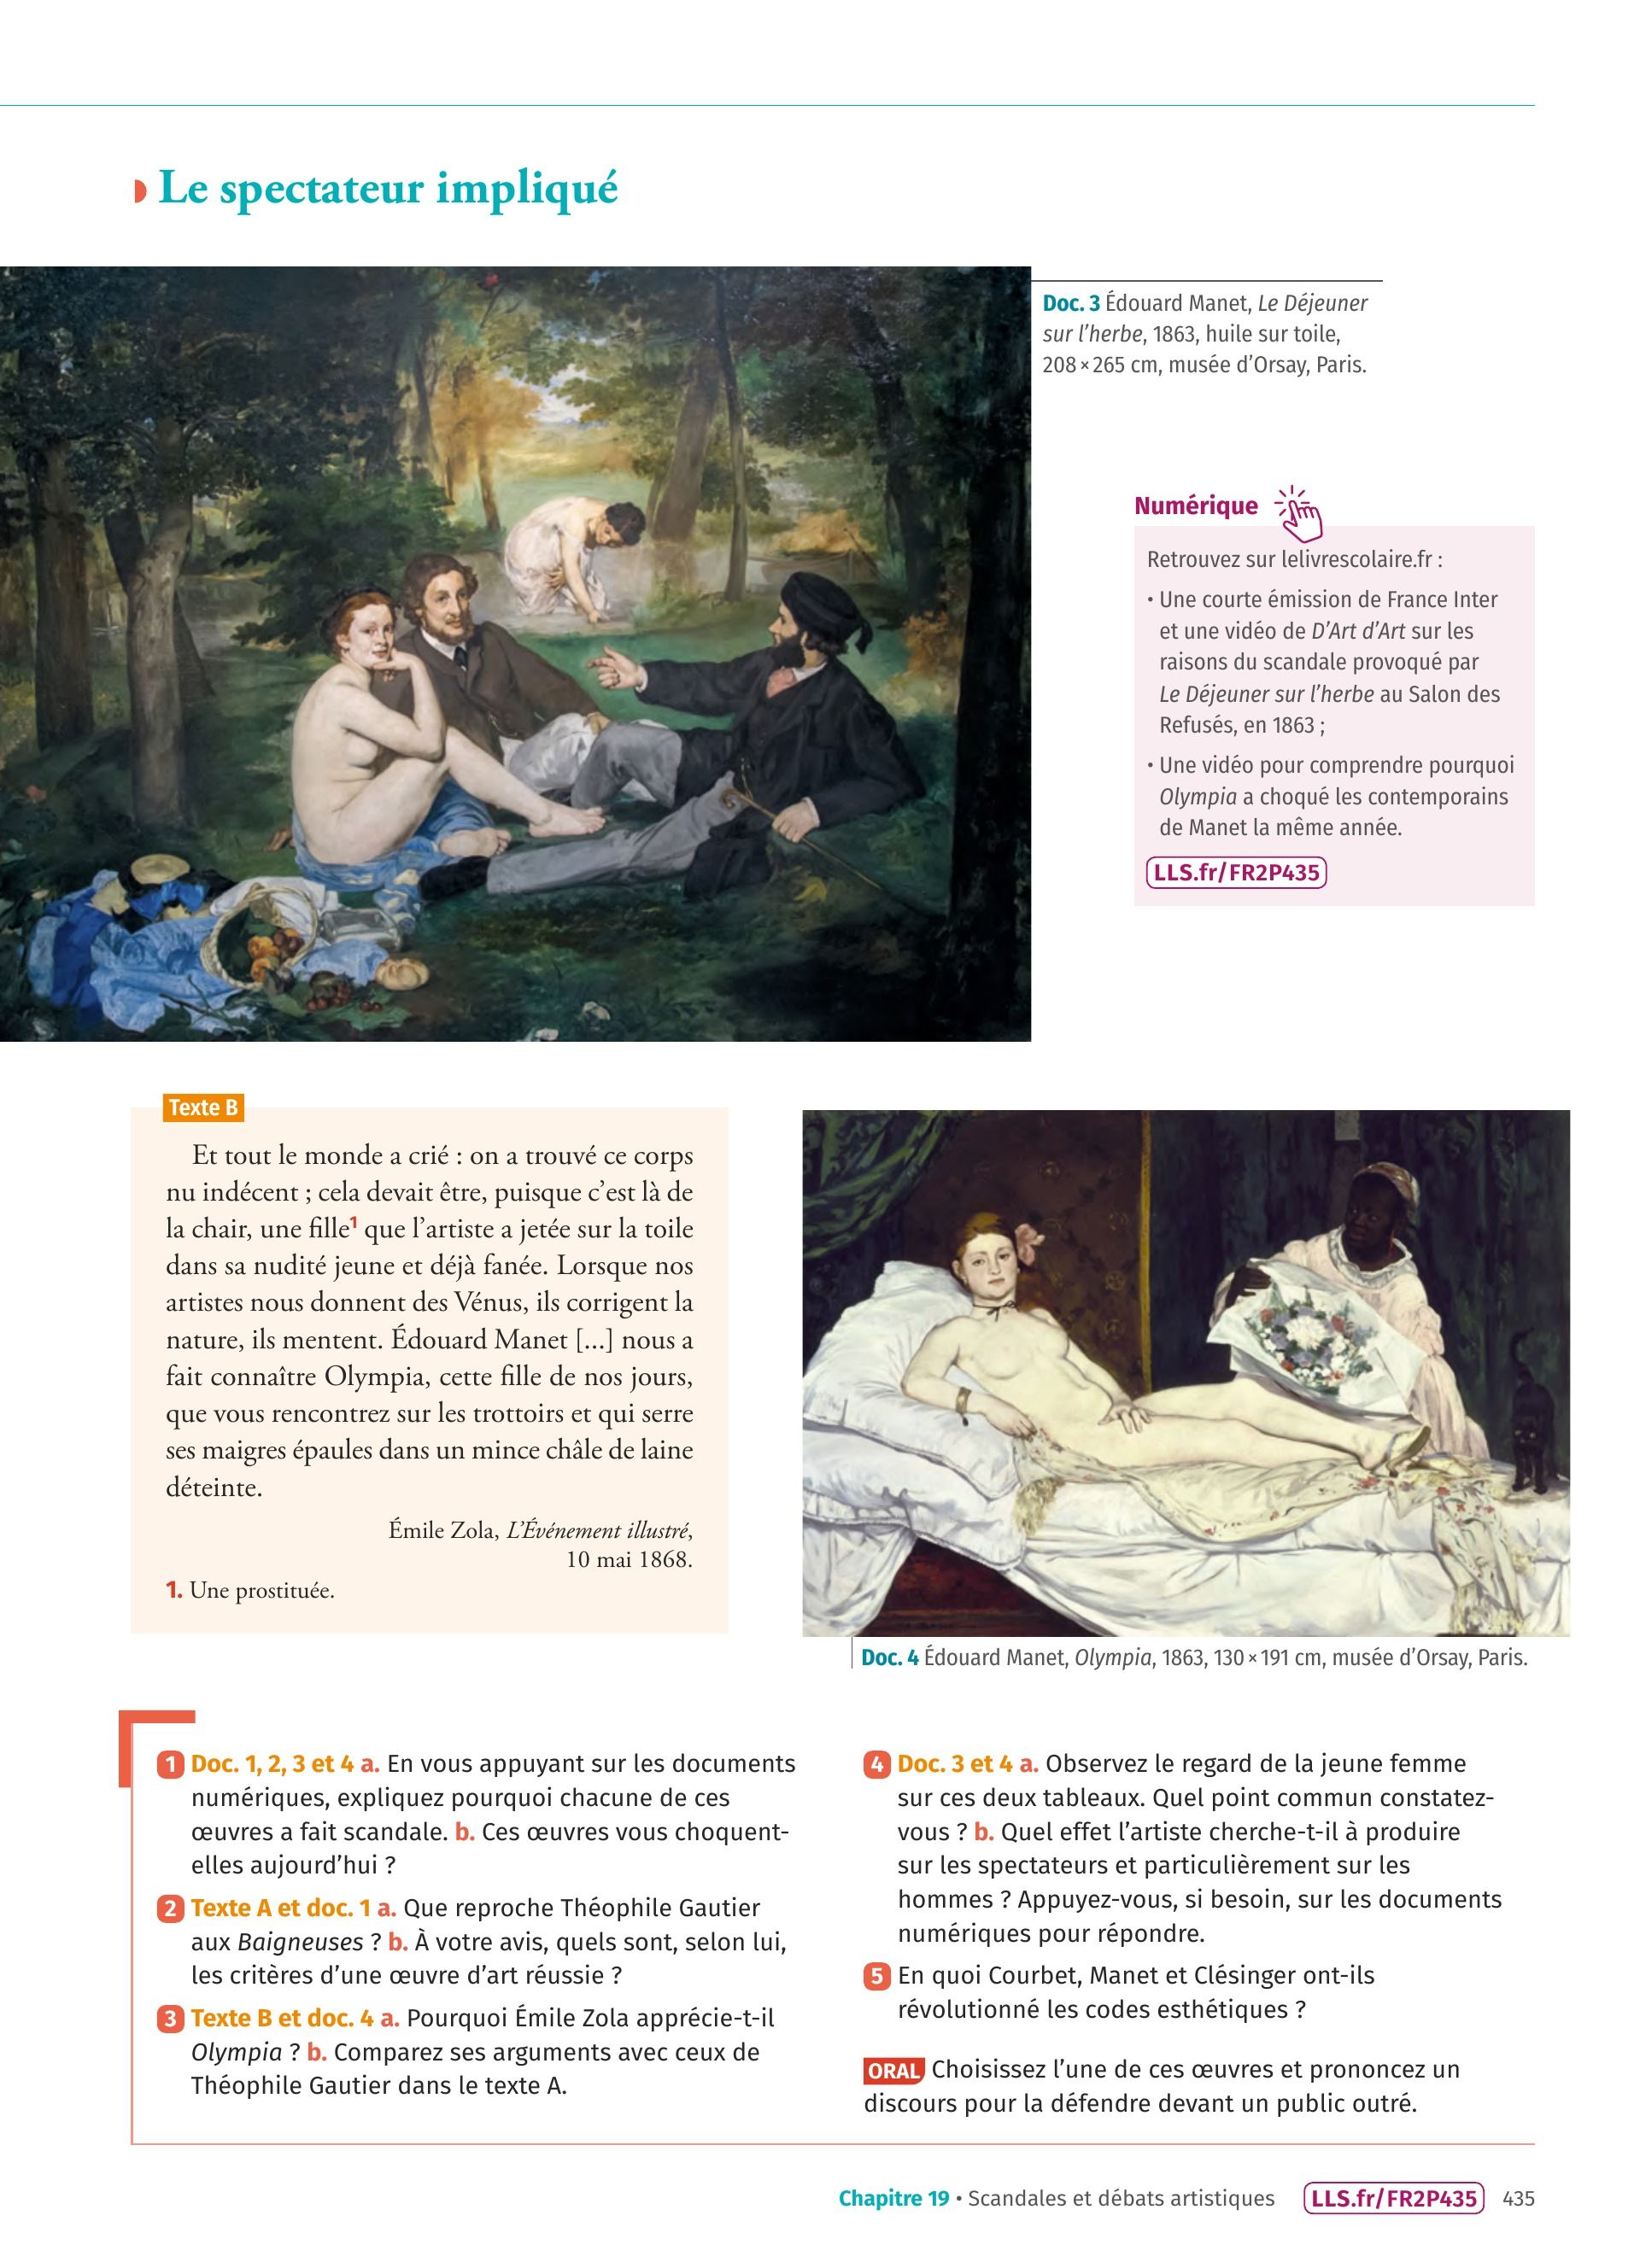 Le spectateur impliqué
Doc. 3 Édouard Manet, Le Déjeuner
sur l'herbe, 1863, huile sur toile,
208 × 265 cm, musée d'Orsay, Paris.
Numérique
Retrouvez sur lelivrescolaire.fr :
• Une courte émission de France Inter
et une vidéo de D'Art d'Art sur les
raisons du scandale provoqué par
Le Déjeuner sur l'herbe au Salon des
Refusés, en 1863 ;
• Une vidéo pour comprendre pourquoi
Olympia a choqué les contemporains
de Manet la même année.
LLS.fr/FR2P435
Texte B
Et tout le monde a crié : on a trouvé ce corps
nu indécent ; cela devait être, puisque c'est là de
la chair, une fille1 que l'artiste a jetée sur la toile
dans sa nudité jeune et déjà fanée. Lorsque nos
artistes nous donnent des Vénus, ils corrigent la
nature, ils mentent. Édouard Manet [...] nous a
fait connaître Olympia, cette fille de nos jours,
que vous rencontrez sur les trottoirs et qui serre
ses maigres épaules dans un mince châle de laine
déteinte.
Émile Zola, L'Événement illustré,
10 mai 1868.
1. Une prostituée.
Doc. 4 Édouard Manet, Olympia, 1863, 130 × 191 cm, musée d'Orsay, Paris.
1 Doc. 1, 2, 3 et 4 a. En vous appuyant sur les documents
numériques, expliquez pourquoi chacune de ces
œuvres a fait scandale. b. Ces œuvres vous choquent-
elles aujourd'hui ?
2 Texte A et doc. 1 a. Que reproche Théophile Gautier
aux Baigneuses ? b. À votre avis, quels sont, selon lui,
les critères d'une œuvre d'art réussie ?
3 Texte B et doc. 4 a. Pourquoi Émile Zola apprécie-t-il
Olympia ? b. Comparez ses arguments avec ceux de
Théophile Gautier dans le texte A.
4 Doc. 3 et 4 a. Observez le regard de la jeune femme
sur ces deux tableaux. Quel point commun constatez-
vous ? b. Quel effet l'artiste cherche-t-il à produire
sur les spectateurs et particulièrement sur les
hommes ? Appuyez-vous, si besoin, sur les documents
numériques pour répondre.
5 En quoi Courbet, Manet et Clésinger ont-ils
révolutionné les codes esthétiques ?
ORAL Choisissez l'une de ces œuvres et prononcez un
discours pour la défendre devant un public outré.
Chapitre 19 • Scandales et débats artistiques LLS.fr/FR2P435 435